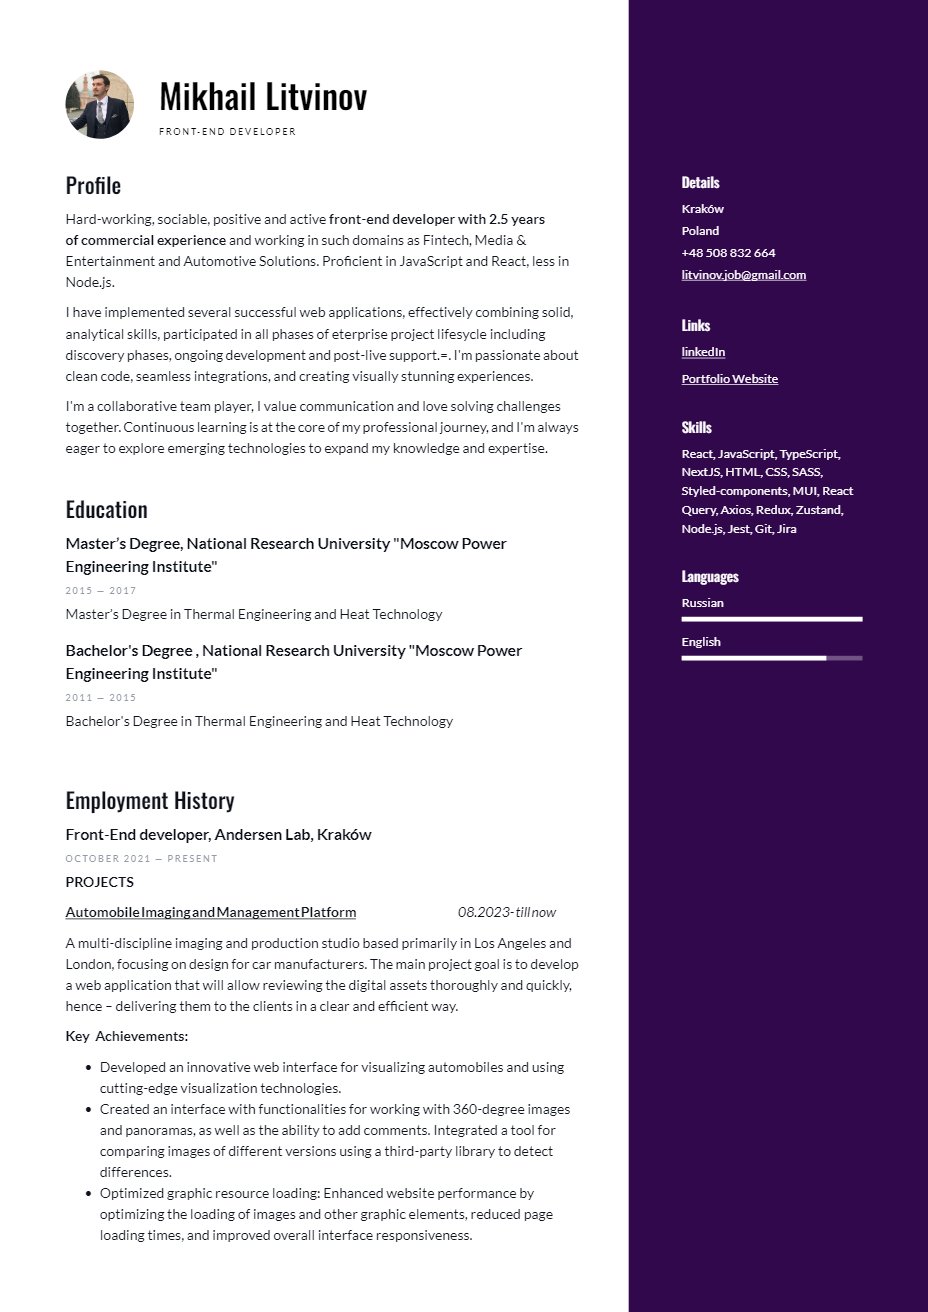 Mikhail Litvinov
FRONT-END DEVELOPER
Profile
Hard-working, sociable, positive and active front-end developer with 2.5 years
of commercial experience and working in such domains as Fintech, Media &
Entertainment and Automotive Solutions. Proficient in JavaScript and React, less in
Node.js.
I have implemented several successful web applications, effectively combining solid,
analytical skills, participated in all phases of eterprise project lifesycle including
discovery phases, ongoing development and post-live support.=. I'm passionate about
clean code, seamless integrations, and creating visually stunning experiences.
I'm a collaborative team player, I value communication and love solving challenges
together. Continuous learning is at the core of my professional journey, and I'm always
eager to explore emerging technologies to expand my knowledge and expertise.
Education
Master's Degree, National Research University "Moscow Power
Engineering Institute"
2015 — 2017
Master's Degree in Thermal Engineering and Heat Technology
Bachelor's Degree , National Research University "Moscow Power
Engineering Institute"
2011 — 2015
Bachelor's Degree in Thermal Engineering and Heat Technology
Employment History
Front-End developer, Andersen Lab, Kraków
OCTOBER 2021 — PRESENT
PROJECTS
Automobile Imaging and Management Platform 08.2023-till now
A multi-discipline imaging and production studio based primarily in Los Angeles and
London, focusing on design for car manufacturers. The main project goal is to develop
a web application that will allow reviewing the digital assets thoroughly and quickly,
hence – delivering them to the clients in a clear and efficient way.
Key Achievements:
• Developed an innovative web interface for visualizing automobiles and using
cutting-edge visualization technologies.
• Created an interface with functionalities for working with 360-degree images
and panoramas, as well as the ability to add comments. Integrated a tool for
comparing images of different versions using a third-party library to detect
differences.
• Optimized graphic resource loading: Enhanced website performance by
optimizing the loading of images and other graphic elements, reduced page
loading times, and improved overall interface responsiveness.
Details
Kraków
Poland
+48 508 832 664
litvinov.job@gmail.com
Links
linkedIn
Portfolio Website
Skills
React, JavaScript, TypeScript,
NextJS, HTML, CSS, SASS,
Styled-components, MUI, React
Query, Axios, Redux, Zustand,
Node.js, Jest, Git, Jira
Languages
Russian
English